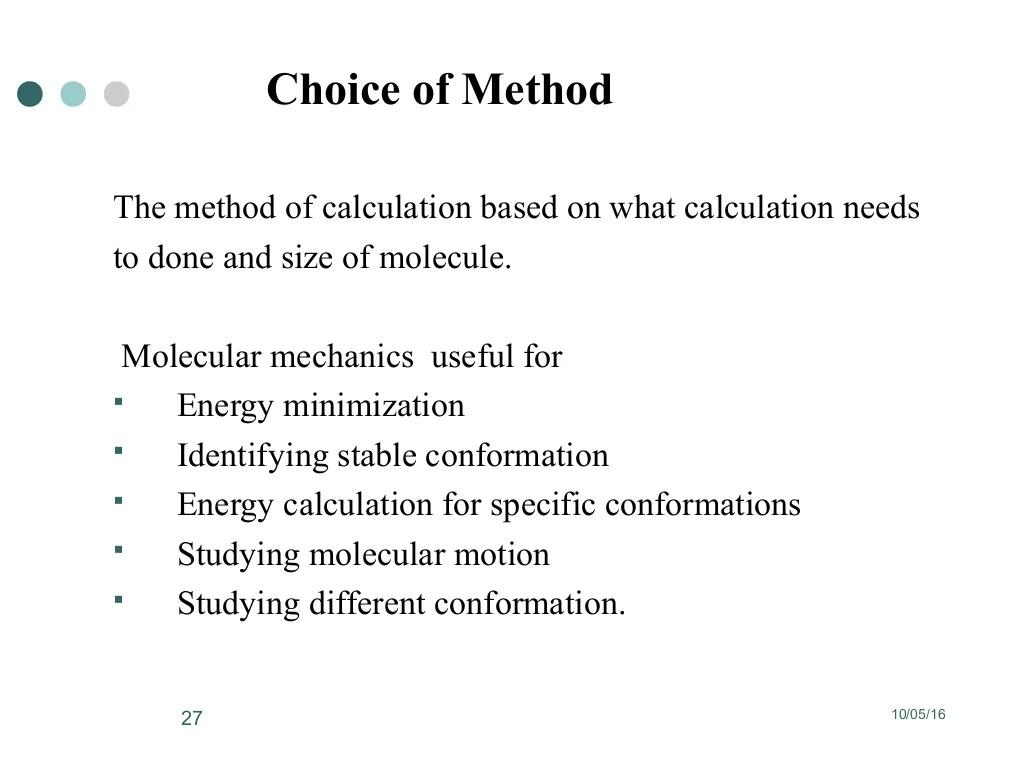 Choice of Method
The method of calculation based on what calculation needs
to done and size of molecule.
Molecular mechanics  useful for
▪ Energy minimization
▪ Identifying stable conformation
▪ Energy calculation for specific conformations
▪ Studying molecular motion
▪ Studying different conformation.
27
10/05/16